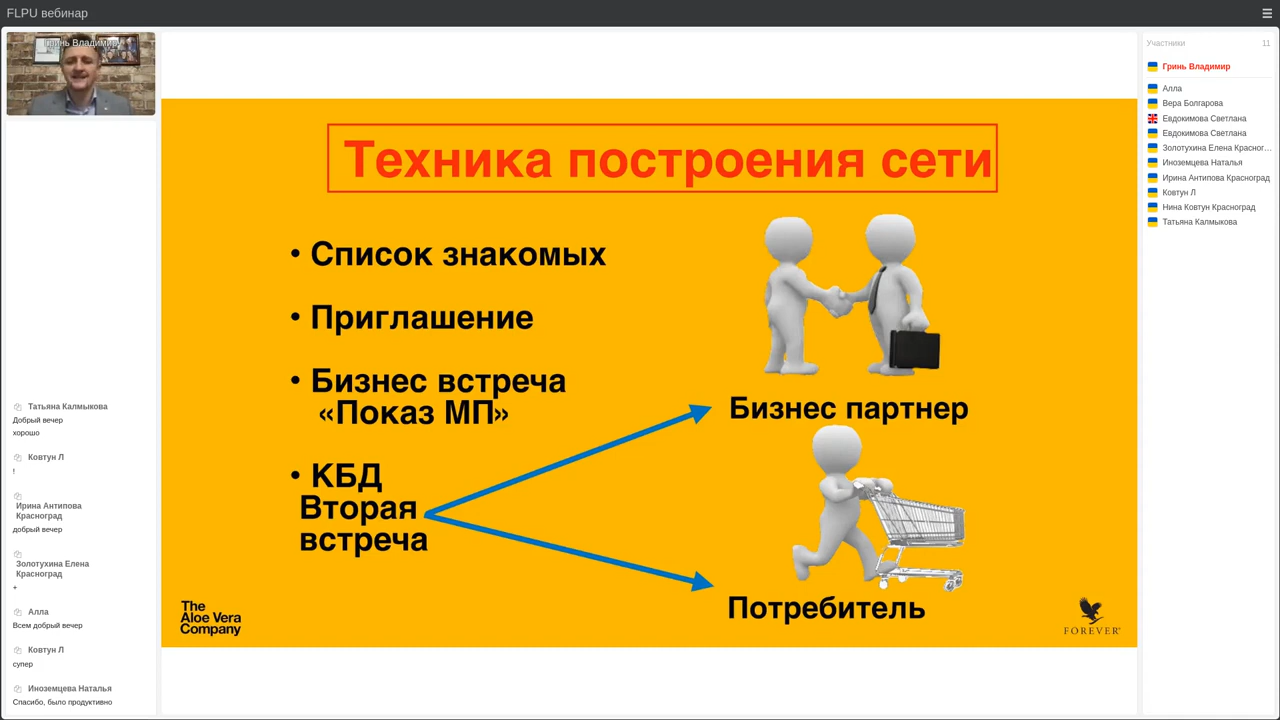 FLPU вебинар
Гринь Владимир
Татьяна Калмыкова
Добрый вечер
хорошо
Ковтун Л
!
Ирина Антипова
Красноград
добрый вечер
Золотухина Елена
Красноград
+
Алла
Всем добрый вечер
Ковтун Л
супер
Иноземцева Наталья
Спасибо, было продуктивно
Техника построения сети
• Список знакомых
• Приглашение
• Бизнес встреча
«Показ МП»
• КБД
Вторая
встреча
Бизнес партнер
Потребитель
The
Aloe Vera
Company
FOREVER®
Участники 11
Гринь Владимир
Алла
Вера Болгарова
Евдокимова Светлана
Евдокимова Светлана
Золотухина Елена Красног...
Иноземцева Наталья
Ирина Антипова Красноград
Ковтун Л
Нина Ковтун Красноград
Татьяна Калмыкова